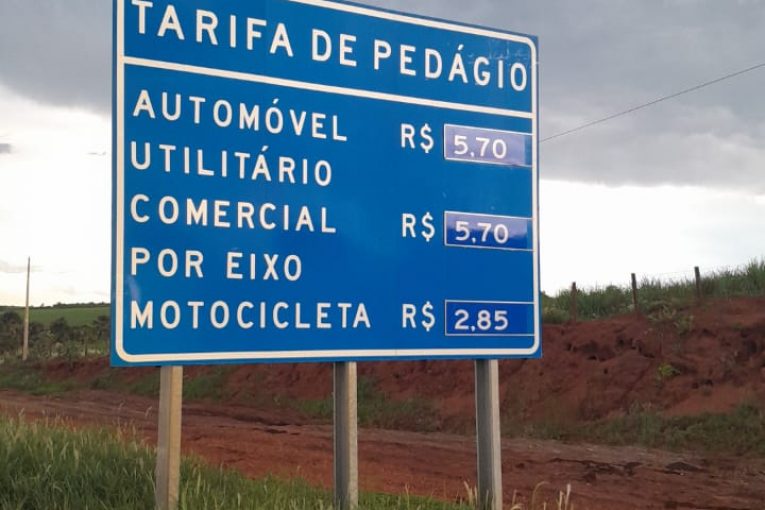 TARIFA DE PEDÁGIO
AUTOMÓVEL R$ 5,70
UTILITÁRIO
COMERCIAL R$ 5,70
POR EIXO
MOTOCICLETA R$ 2,85